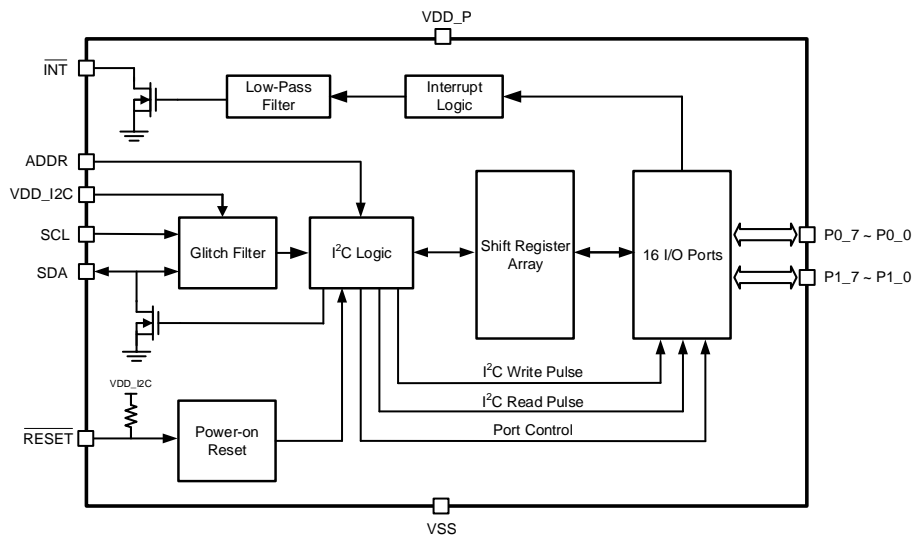 VDD_P
INT
Low-Pass
Filter
Interrupt
Logic
ADDR
VDD_I2C
SCL
SDA
Glitch Filter
I²C Logic
Shift Register
Array
16 I/O Ports
P0_7 ~ P0_0
P1_7 ~ P1_0
I²C Write Pulse
I²C Read Pulse
Port Control
VDD_I2C
RESET
Power-on
Reset
VSS